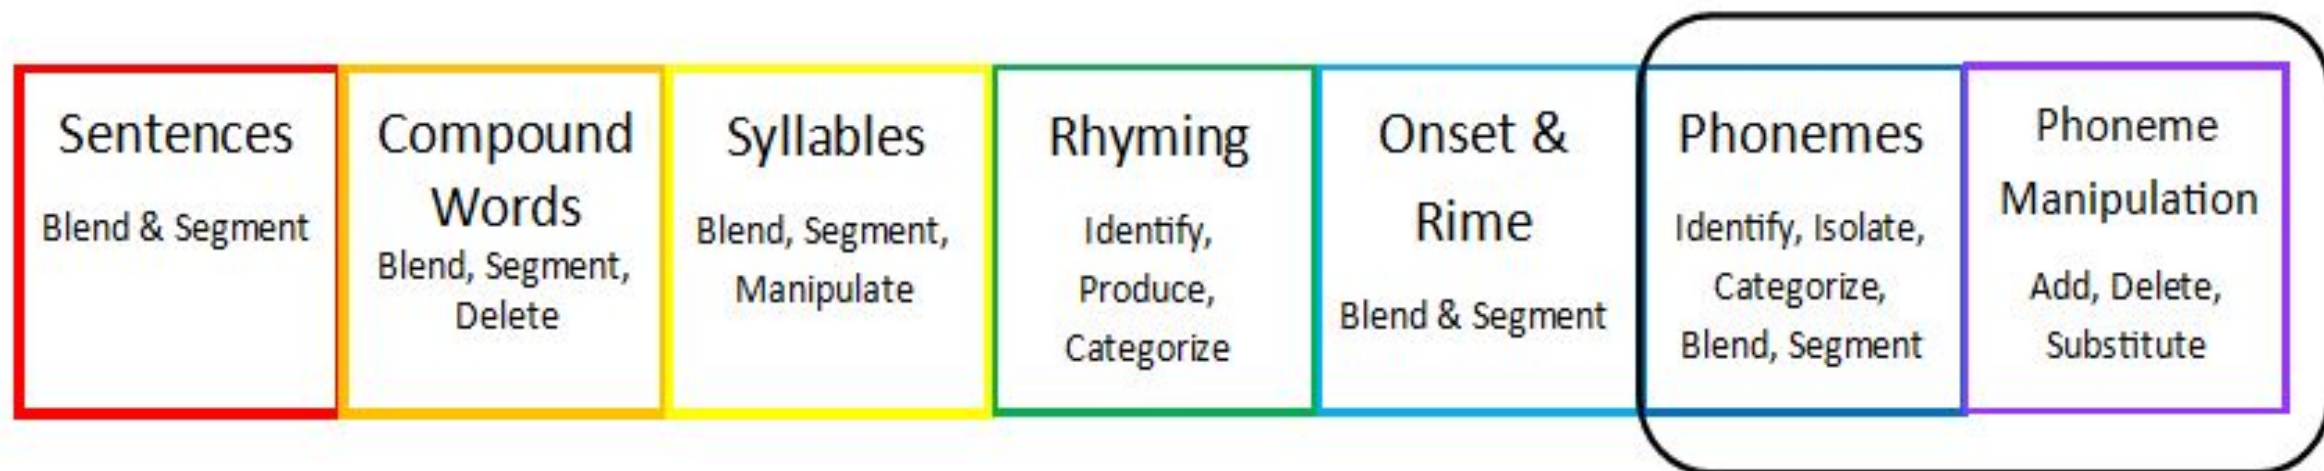 Sentences
Blend & Segment
Compound
Words
Blend, Segment,
Delete
Syllables
Blend, Segment,
Manipulate
Rhyming
Identify,
Produce,
Categorize
Onset &
Rime
Blend & Segment
Phonemes
Identify, Isolate,
Categorize,
Blend, Segment
Phoneme
Manipulation
Add, Delete,
Substitute